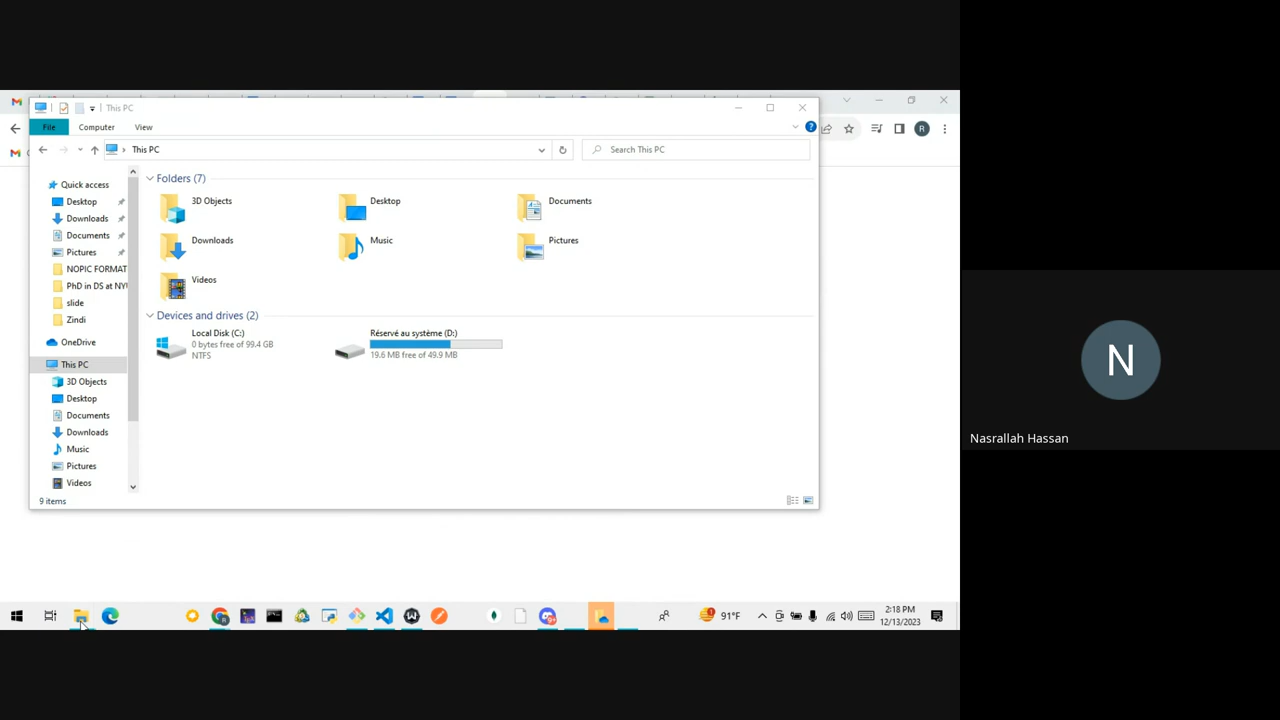 This PC
File
Computer
View
This PC
Search This PC
Quick access
Desktop
Downloads
Documents
Pictures
NOPIC FORMAT
PhD in DS at NY
slide
Zindi
OneDrive
This PC
3D Objects
Desktop
Documents
Downloads
Music
Pictures
Videos
Folders (7)
3D Objects
Desktop
Documents
Downloads
Music
Pictures
Videos
Devices and drives (2)
Local Disk (C:)
0 bytes free of 99.4 GB
NTFS
Réservé au système (D:)
19.6 MB free of 49.9 MB
9 items
R
91°F
2:18 PM
12/13/2023
N
Nasrallah Hassan